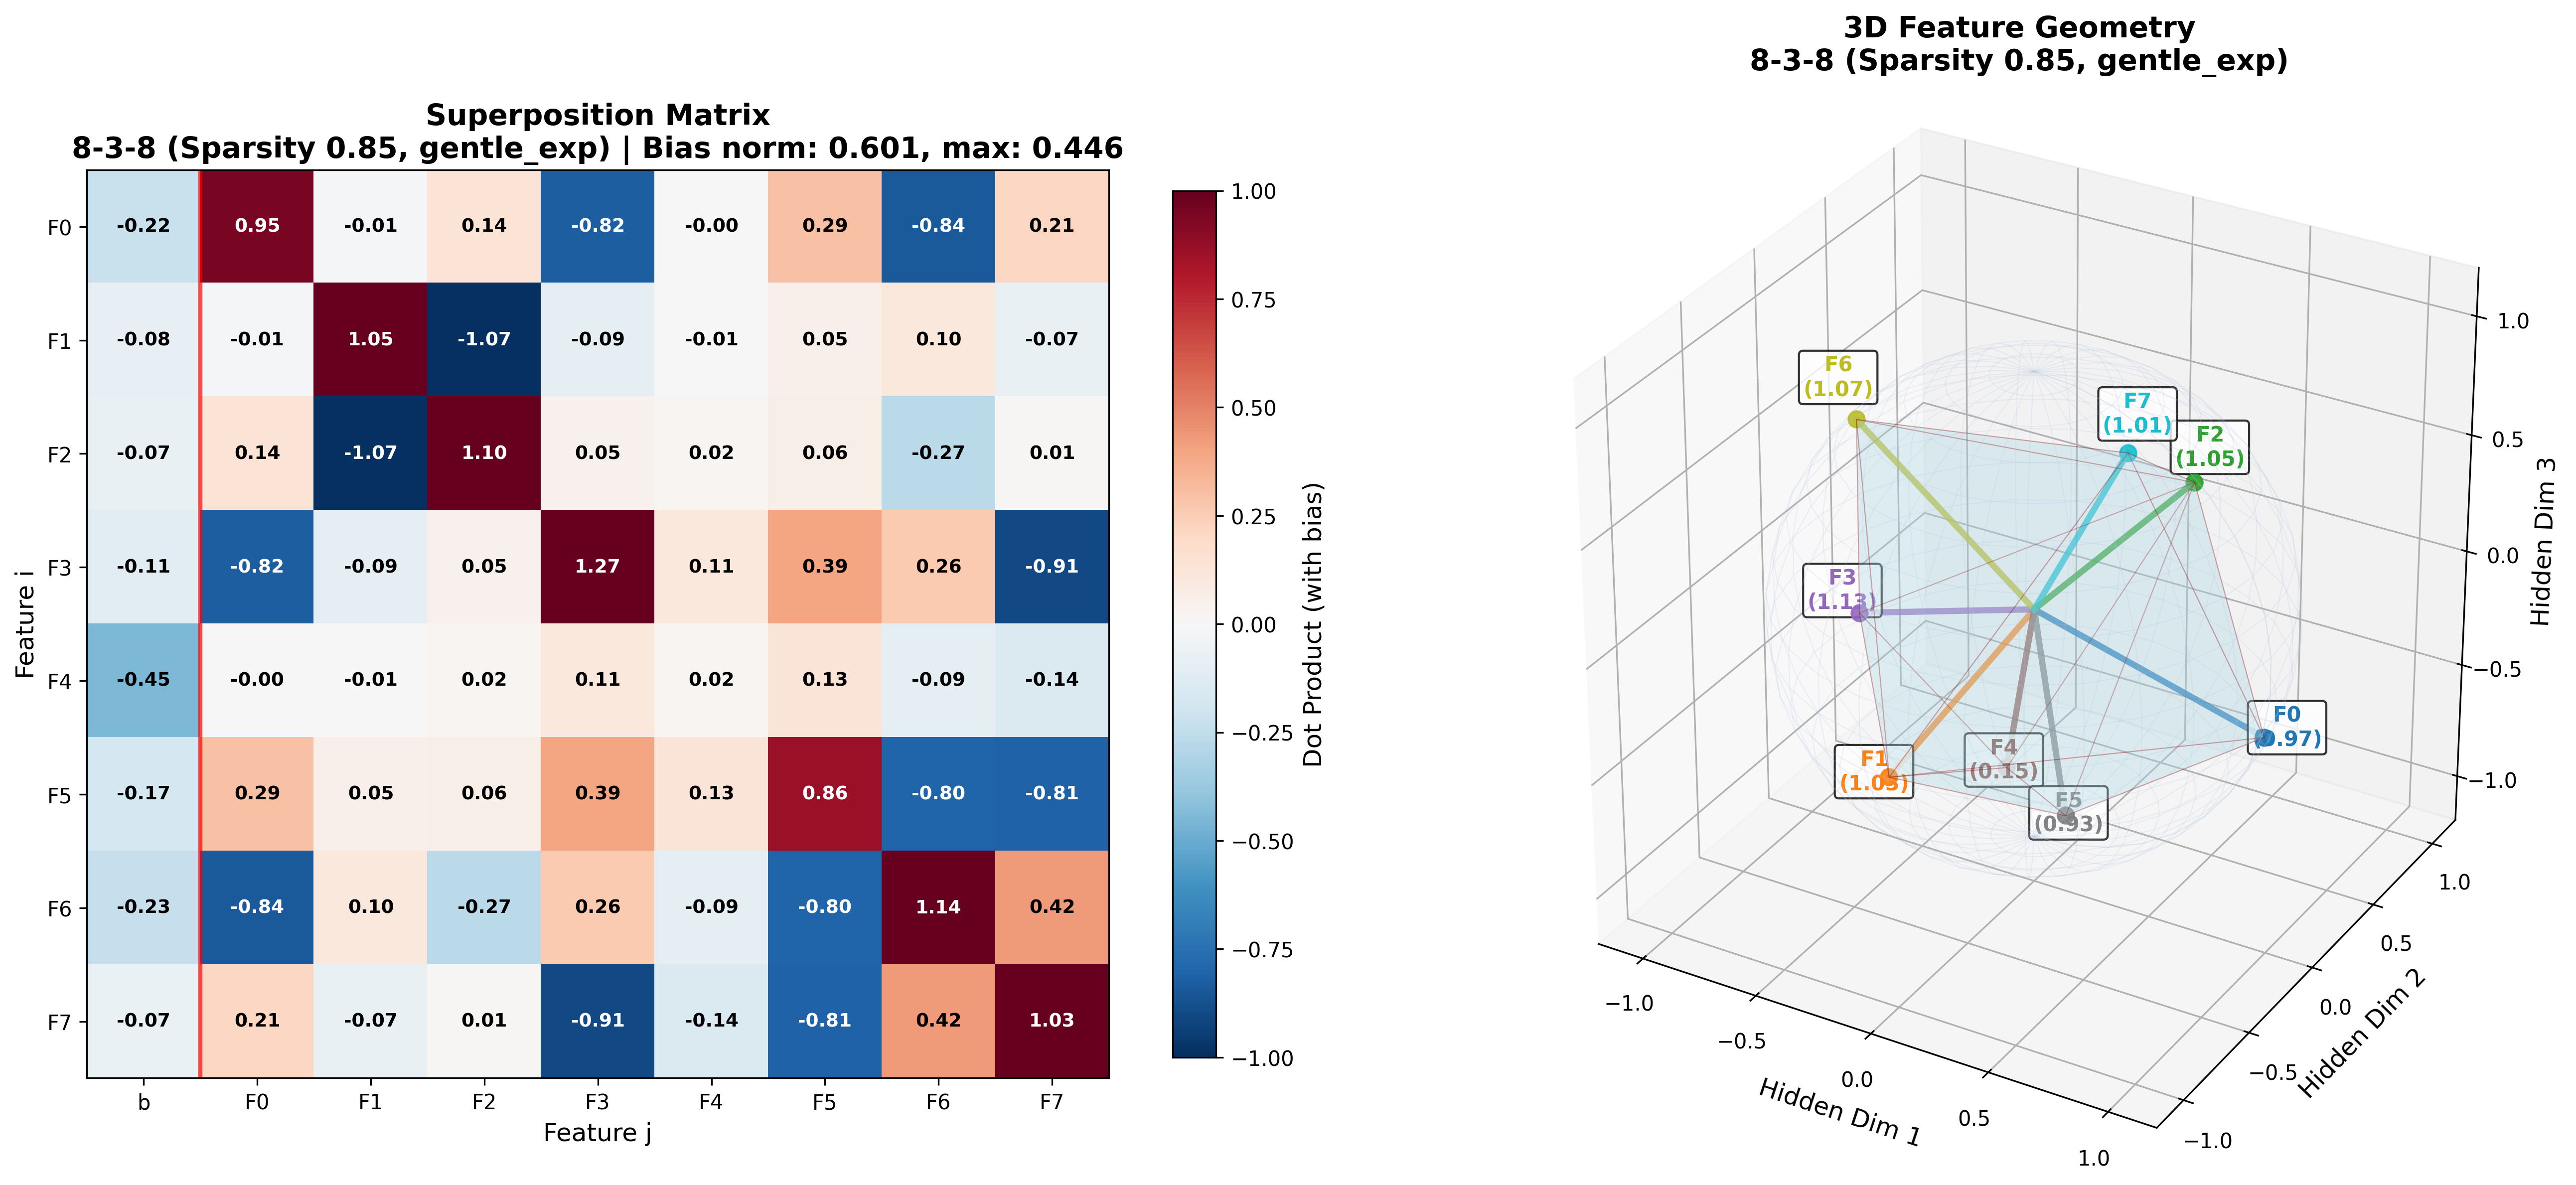 Superposition Matrix
8-3-8 (Sparsity 0.85, gentle_exp) | Bias norm: 0.601, max: 0.446
Feature i
F0 -0.22 0.95 -0.01 0.14 -0.82 -0.00 0.29 -0.84 0.21
F1 -0.08 -0.01 1.05 -1.07 -0.09 -0.01 0.05 0.10 -0.07
F2 -0.07 0.14 -1.07 1.10 0.05 0.02 0.06 -0.27 0.01
F3 -0.11 -0.82 -0.09 0.05 1.27 0.11 0.39 0.26 -0.91
F4 -0.45 -0.00 -0.01 0.02 0.11 0.02 0.13 -0.09 -0.14
F5 -0.17 0.29 0.05 0.06 0.39 0.13 0.86 -0.80 -0.81
F6 -0.23 -0.84 0.10 -0.27 0.26 -0.09 -0.80 1.14 0.42
F7 -0.07 0.21 -0.07 0.01 -0.91 -0.14 -0.81 0.42 1.03
b F0 F1 F2 F3 F4 F5 F6 F7
Feature j
1.00
0.75
0.50
0.25
0.00
−0.25
−0.50
−0.75
−1.00
Dot Product (with bias)
3D Feature Geometry
8-3-8 (Sparsity 0.85, gentle_exp)
F6
(1.07)
F7
(1.01)
F2
(1.05)
F3
(1.13)
F0
(0.97)
F1
(1.03)
F4
(0.15)
F5
(0.93)
1.0
0.5
0.0
−0.5
−1.0
Hidden Dim 3
−1.0
−0.5
0.0
0.5
1.0
Hidden Dim 1
1.0
0.5
0.0
−0.5
−1.0
Hidden Dim 2